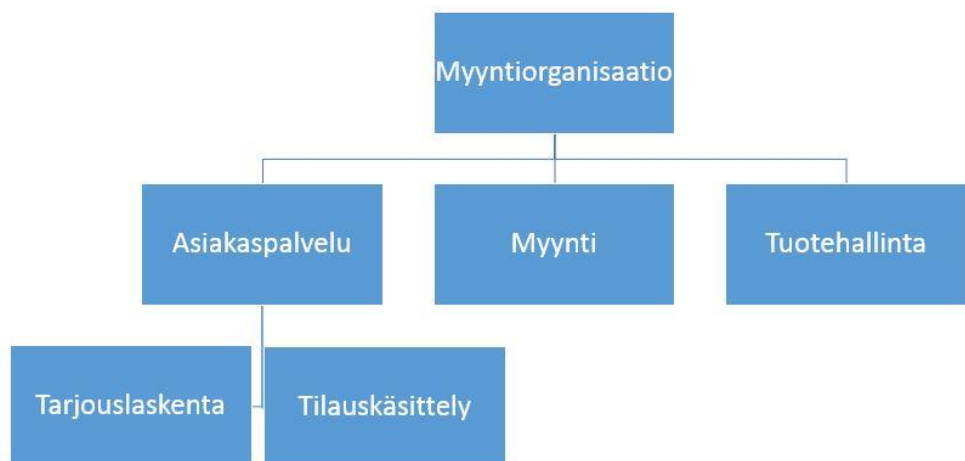 Myyntiorganisaatio
Asiakaspalvelu
Myynti
Tuotehallinta
Tarjouslaskenta
Tilauskäsittely